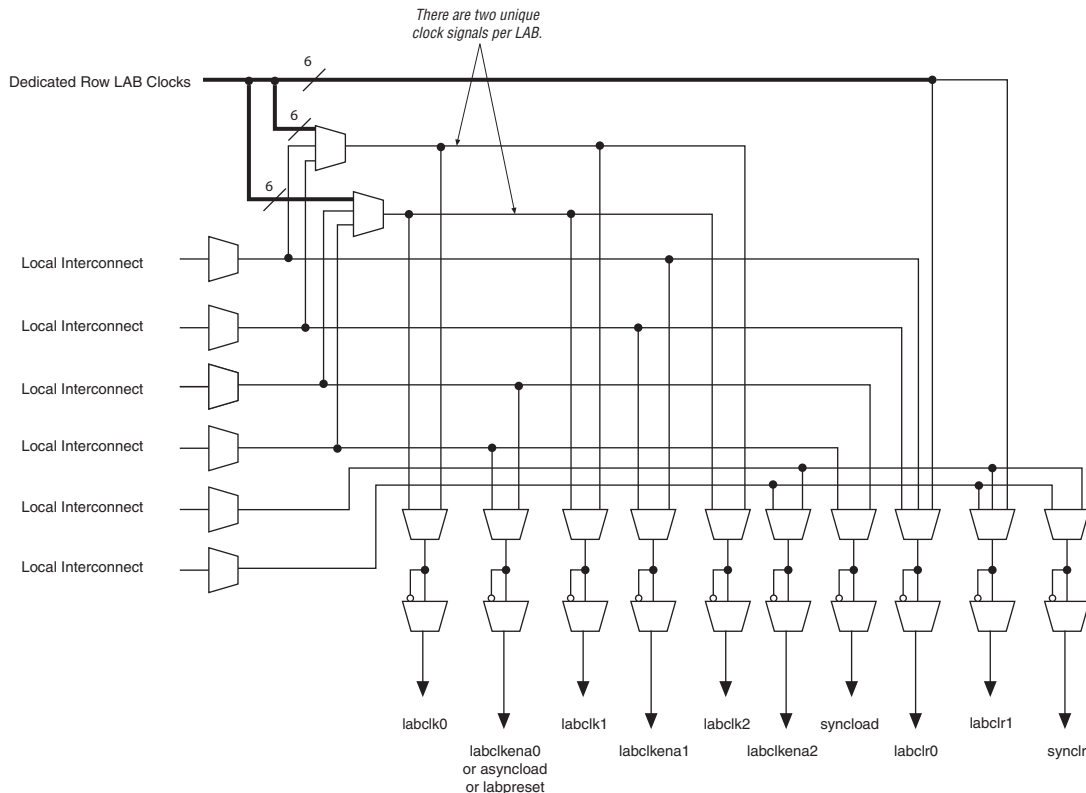 There are two unique
clock signals per LAB.
6
Dedicated Row LAB Clocks
6
6
Local Interconnect
Local Interconnect
Local Interconnect
Local Interconnect
Local Interconnect
Local Interconnect
labclk0
labclk1
labclk2
syncload
labclr1
labclkena0
or asyncload
or labpreset
labclkena1
labclkena2
labclr0
synclr